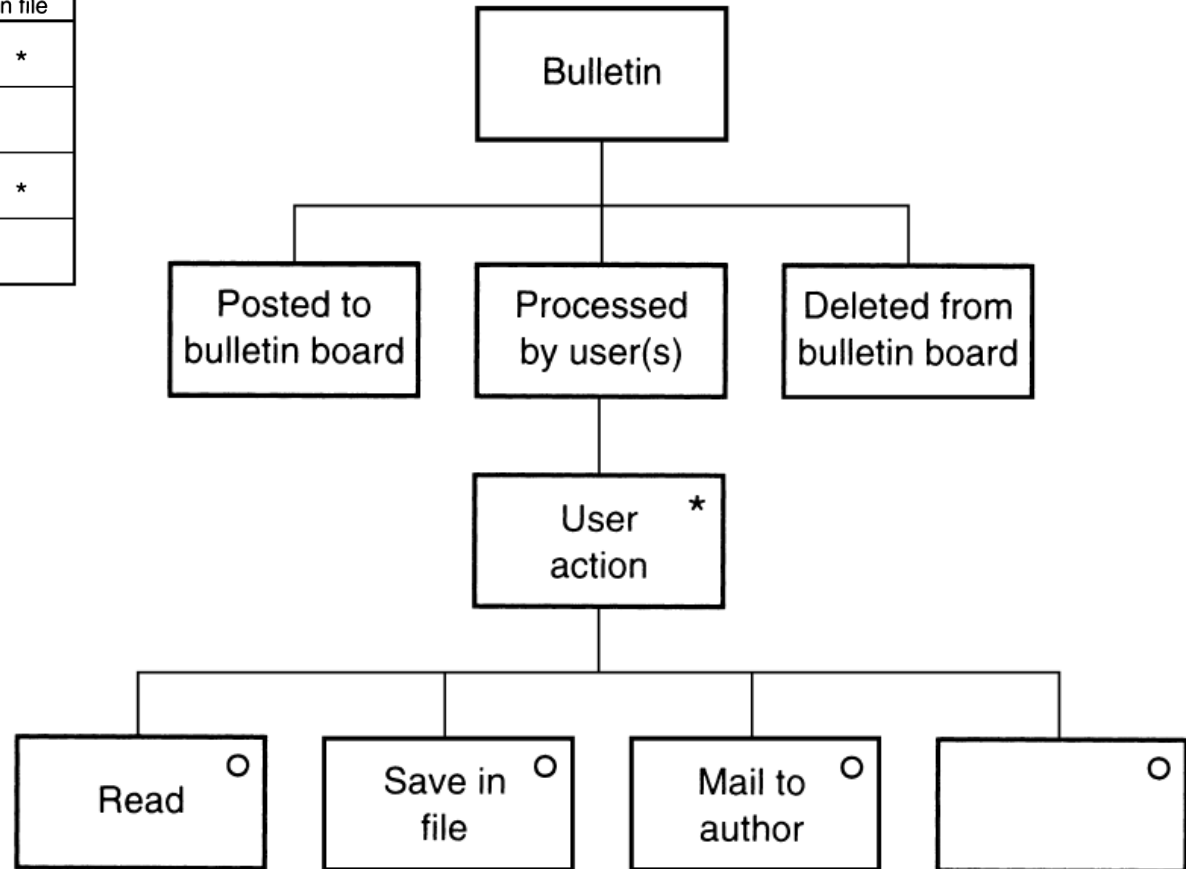 n file
*
*
Bulletin
Posted to
bulletin board
Processed
by user(s)
Deleted from
bulletin board
User *
action
Read O
Save in O
file
Mail to O
author
O